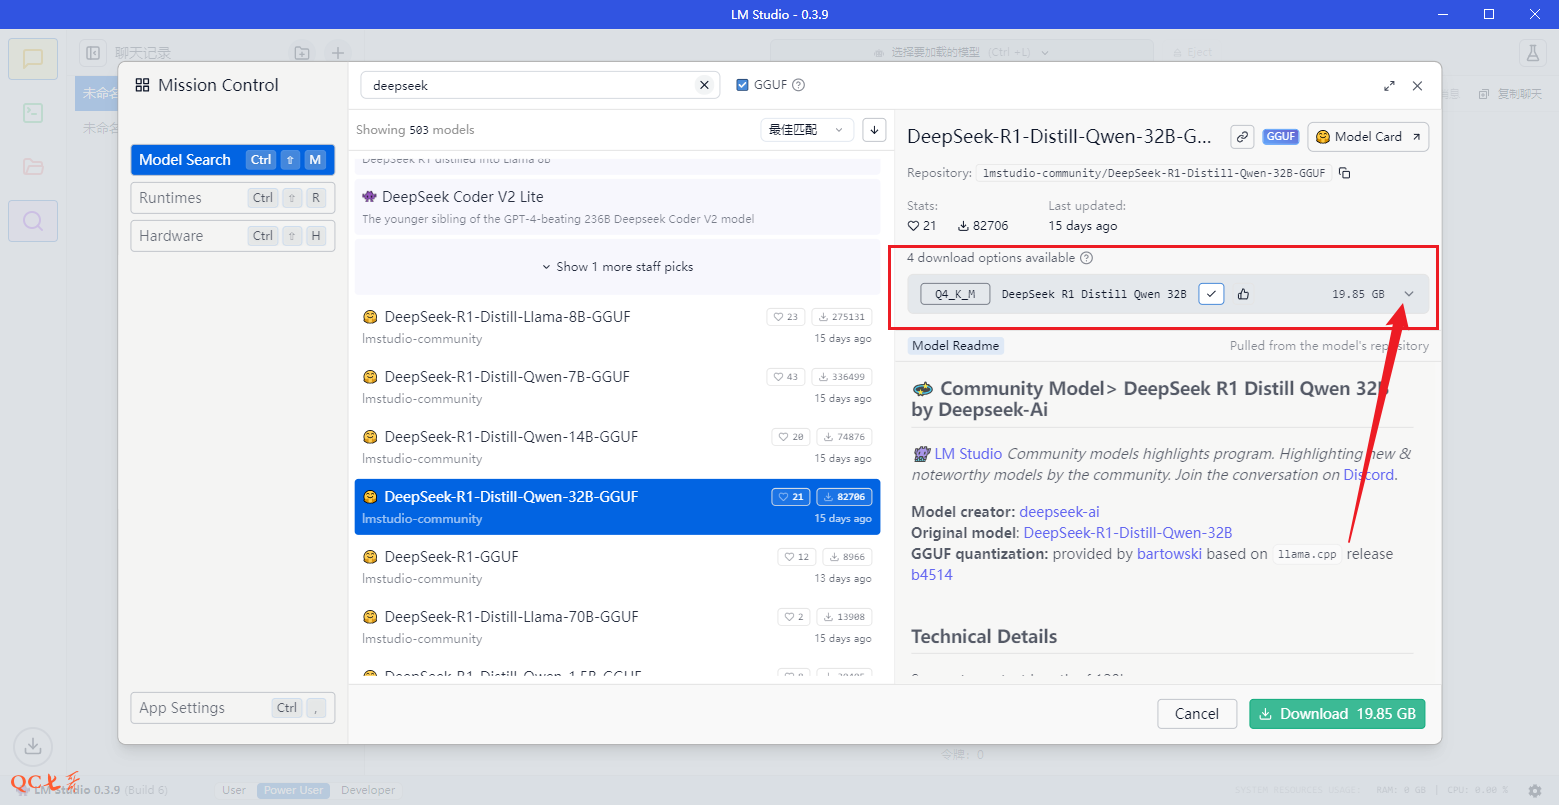 LM Studio - 0.3.9
聊天记录
选择要加载的模型 (Ctrl + L)
Eject
Mission Control
deepseek
GGUF
未命名
复制聊天
未命名
Showing 503 models
最佳匹配
DeepSeek-R1-Distill-Qwen-32B-G...
GGUF
Model Card
Model Search Ctrl ⇧ M
Runtimes Ctrl ⇧ R
Hardware Ctrl ⇧ H
DeepSeek R1 distilled into Llama 8B
DeepSeek Coder V2 Lite
The younger sibling of the GPT-4-beating 236B Deepseek Coder V2 model
Show 1 more staff picks
DeepSeek-R1-Distill-Llama-8B-GGUF 23 275131
lmstudio-community 15 days ago
DeepSeek-R1-Distill-Qwen-7B-GGUF 43 336499
lmstudio-community 15 days ago
DeepSeek-R1-Distill-Qwen-14B-GGUF 20 74876
lmstudio-community 15 days ago
DeepSeek-R1-Distill-Qwen-32B-GGUF 21 82706
lmstudio-community 15 days ago
DeepSeek-R1-GGUF 12 8966
lmstudio-community 13 days ago
DeepSeek-R1-Distill-Llama-70B-GGUF 2 13908
lmstudio-community 15 days ago
DeepSeek-R1-Distill-Qwen-1.5B-GGUF
Repository: lmstudio-community/DeepSeek-R1-Distill-Qwen-32B-GGUF
Stats: Last updated:
21 82706 15 days ago
4 download options available
Q4_K_M DeepSeek R1 Distill Qwen 32B 19.85 GB
Model Readme Pulled from the model's repository
Community Model> DeepSeek R1 Distill Qwen 32B
by Deepseek-Ai
LM Studio Community models highlights program. Highlighting new &
noteworthy models by the community. Join the conversation on Discord.
Model creator: deepseek-ai
Original model: DeepSeek-R1-Distill-Qwen-32B
GGUF quantization: provided by bartowski based on llama.cpp release
b4514
Technical Details
App Settings Ctrl ,
Cancel
Download 19.85 GB
令牌: 0
QC七哥
LM Studio 0.3.9 (Build 6)
User
Power User
Developer
SYSTEM RESOURCES USAGE: RAM: 0 GB | CPU: 0.00 %